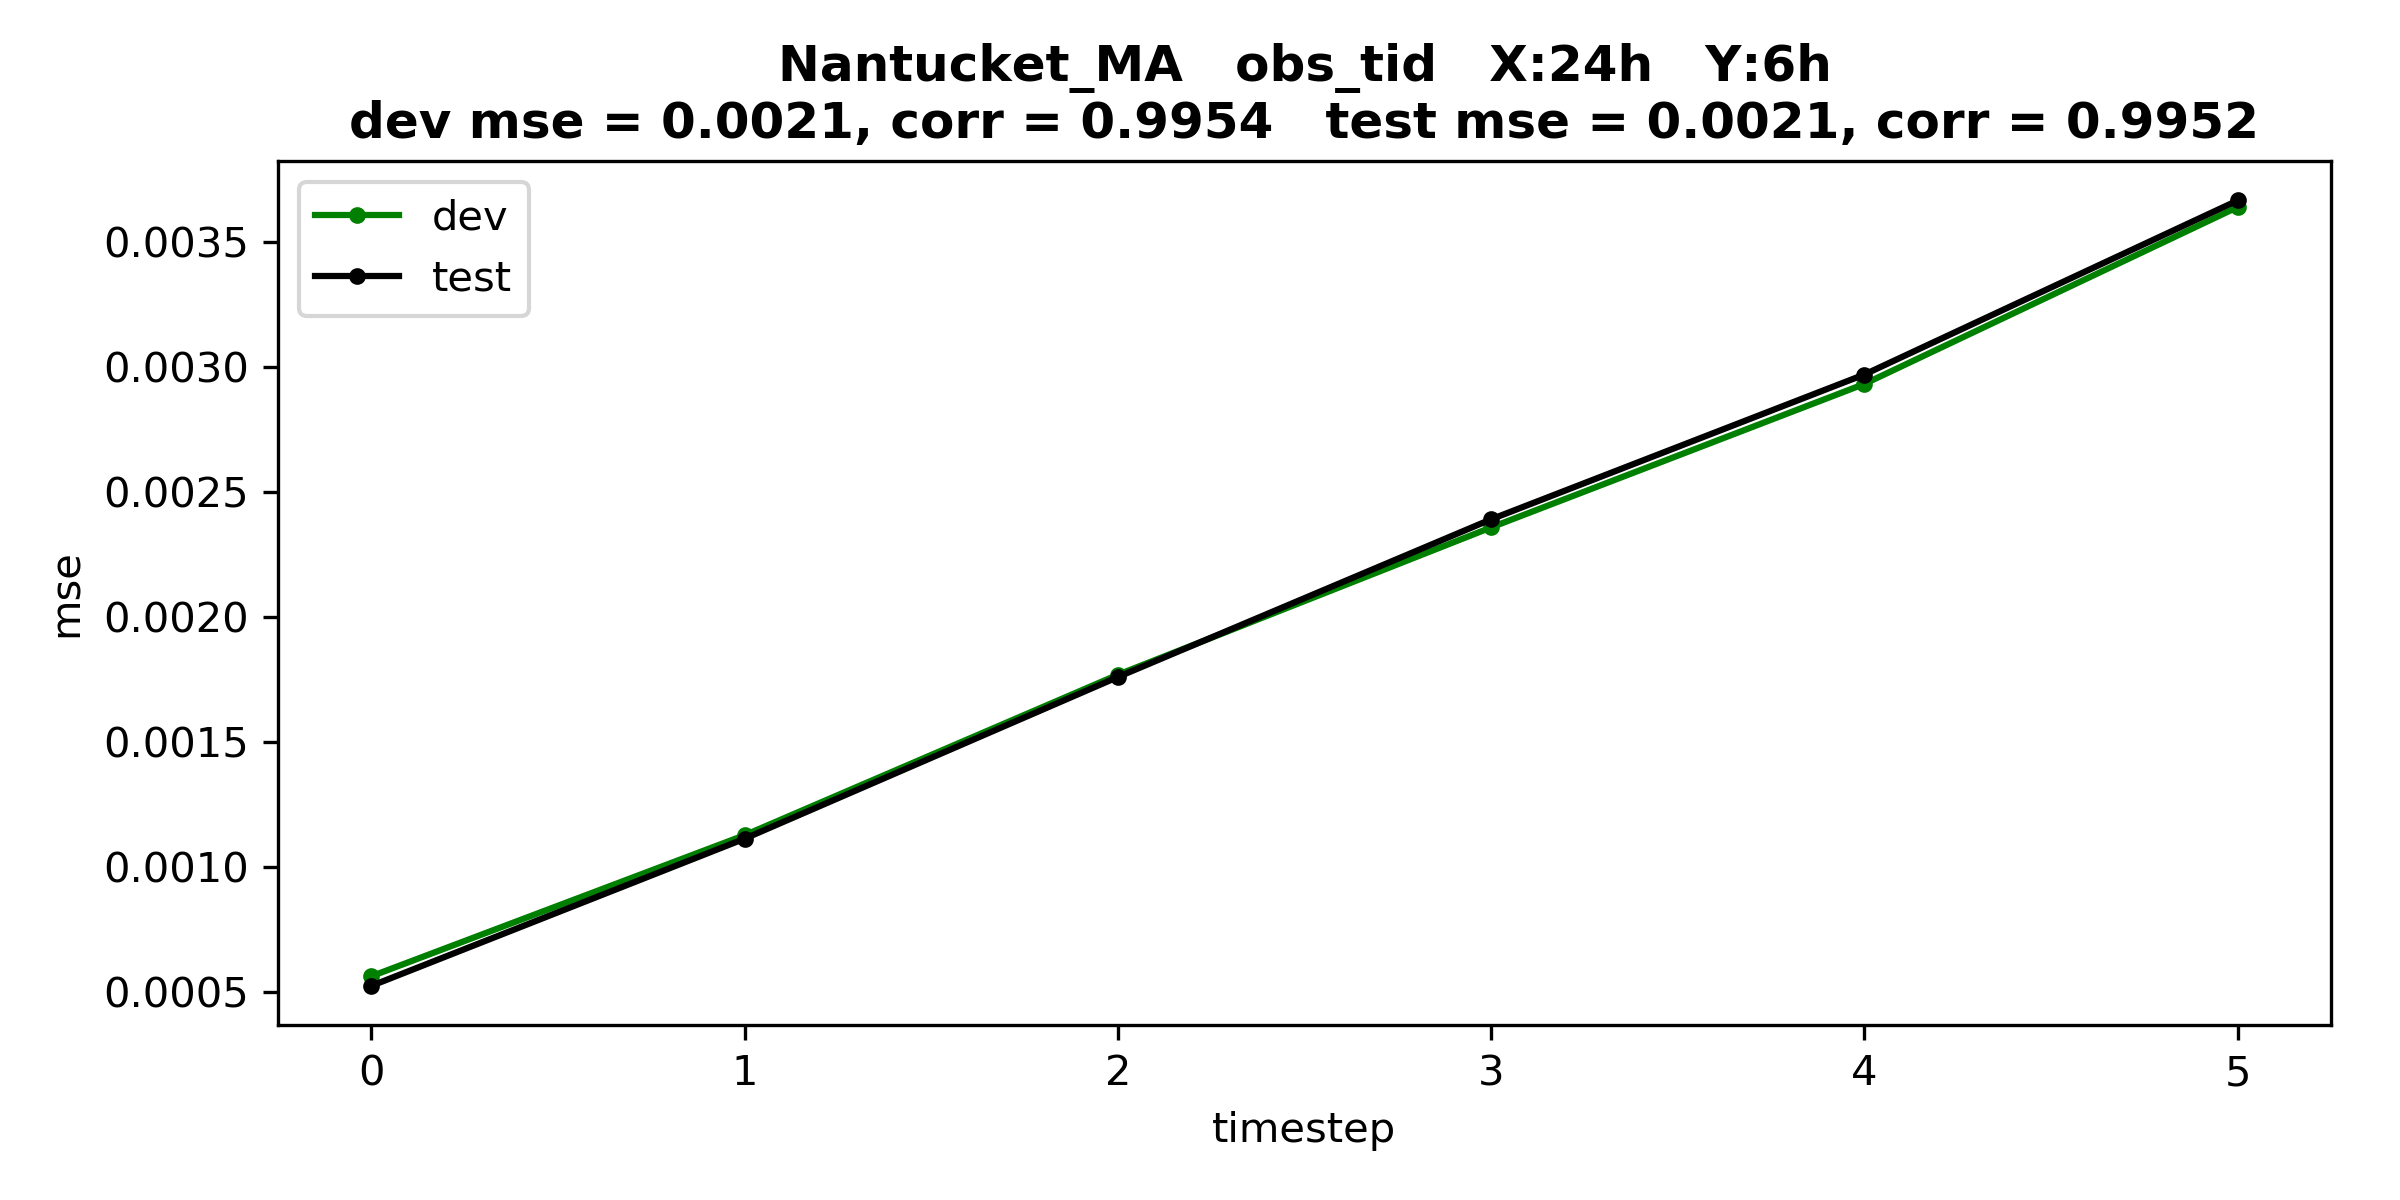 Nantucket_MA   obs_tid   X:24h   Y:6h
dev mse = 0.0021, corr = 0.9954   test mse = 0.0021, corr = 0.9952
dev
test
0.0035
0.0030
0.0025
0.0020
0.0015
0.0010
0.0005
mse
0 1 2 3 4 5
timestep